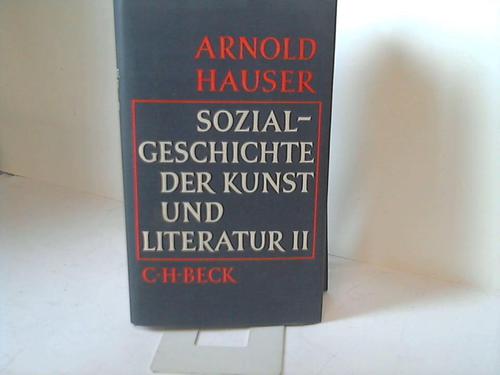 ARNOLD
HAUSER
SOZIAL-
GESCHICHTE
DER KUNST
UND
LITERATUR II
C·H·BECK